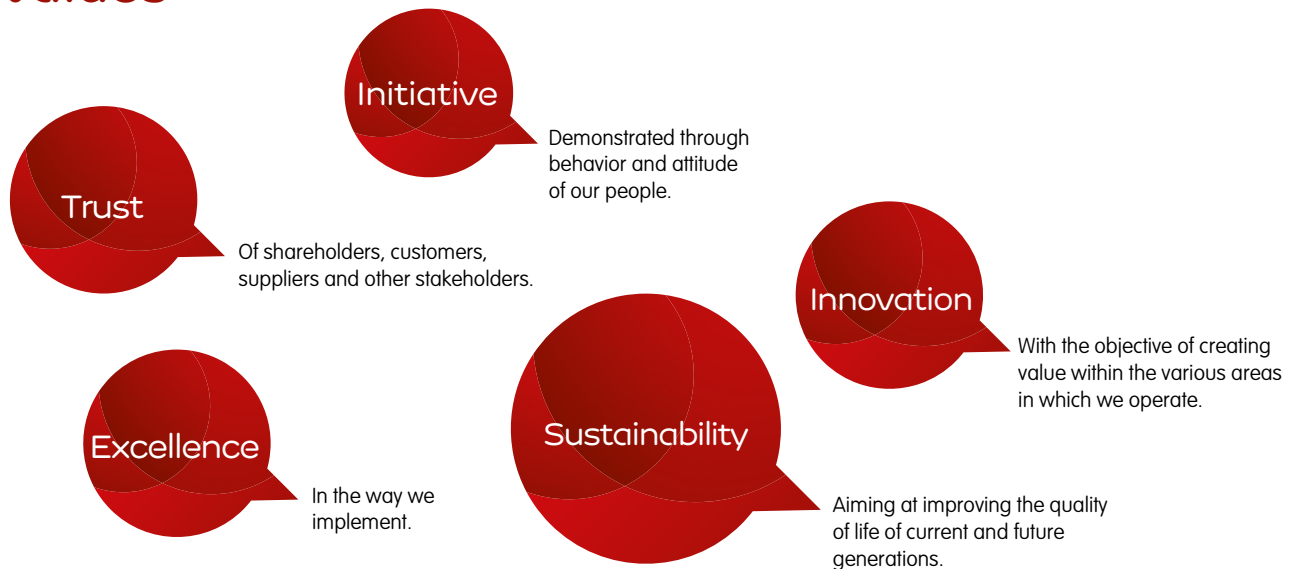 Initiative
Demonstrated through
behavior and attitude
of our people.
Trust
Of shareholders, customers,
suppliers and other stakeholders.
Innovation
With the objective of creating
value within the various areas
in which we operate.
Excellence
In the way we
implement.
Sustainability
Aiming at improving the quality
of life of current and future
generations.